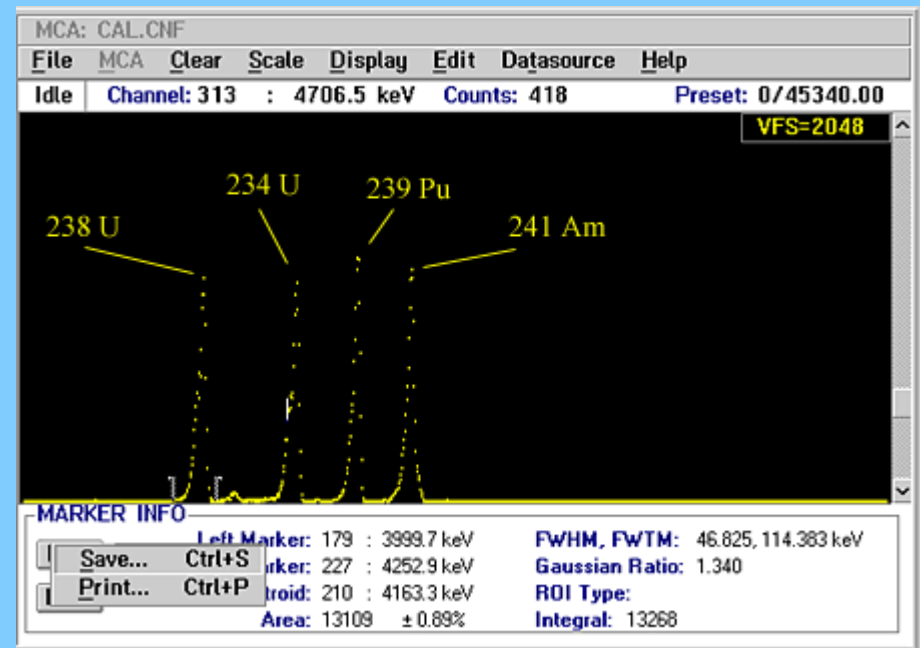 MCA: CAL.CNF
File MCA Clear Scale Display Edit Datasource Help
Idle Channel: 313 : 4706.5 keV Counts: 418 Preset: 0/45340.00
VFS=2048
234 U
239 Pu
238 U
241 Am
MARKER INFO
Left Marker: 179 : 3999.7 keV FWHM, FWTM: 46.825, 114.383 keV
Save... Ctrl+S
arker: 227 : 4252.9 keV Gaussian Ratio: 1.340
Print... Ctrl+P
troid: 210 : 4163.3 keV ROI Type:
Area: 13109 ± 0.89% Integral: 13268